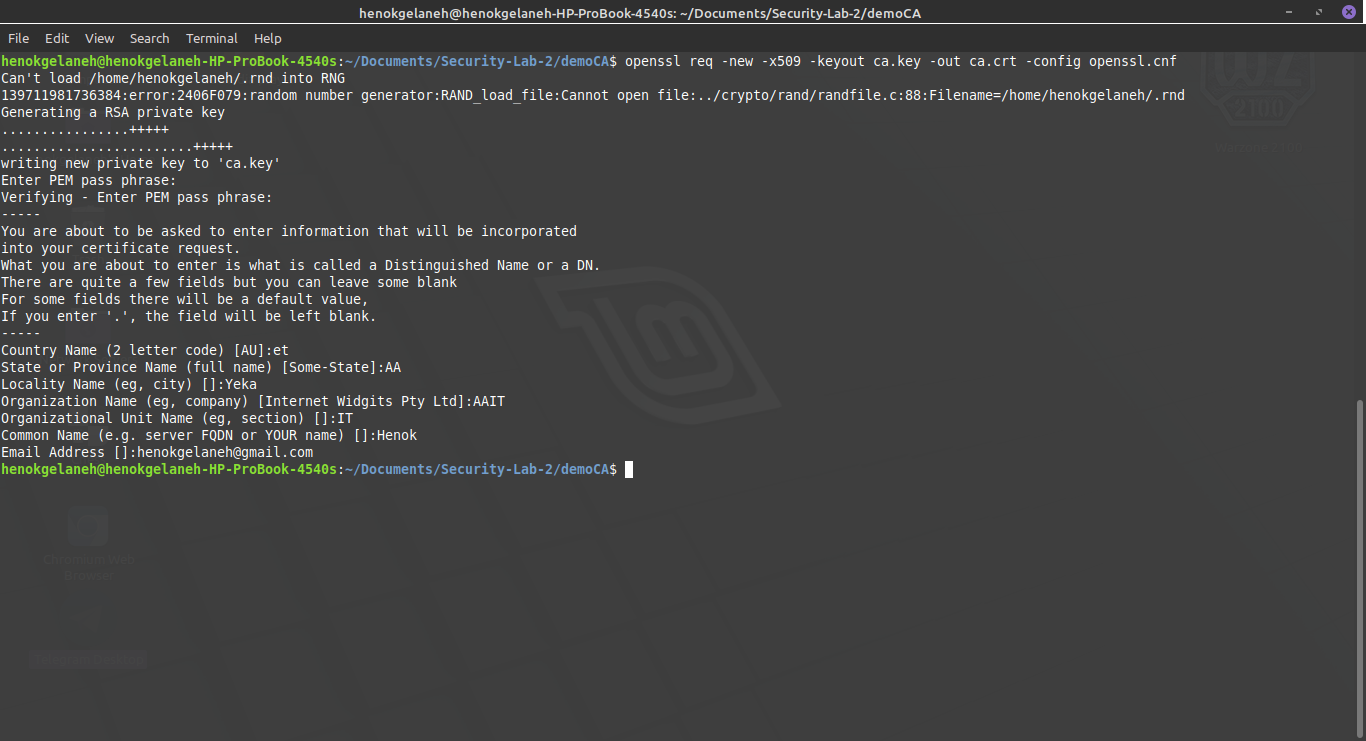 henokgelaneh@henokgelaneh-HP-ProBook-4540s: ~/Documents/Security-Lab-2/demoCA
File Edit View Search Terminal Help
henokgelaneh@henokgelaneh-HP-ProBook-4540s:~/Documents/Security-Lab-2/demoCA$ openssl req -new -x509 -keyout ca.key -out ca.crt -config openssl.cnf
Can't load /home/henokgelaneh/.rnd into RNG
139711981736384:error:2406F079:random number generator:RAND_load_file:Cannot open file:../crypto/rand/randfile.c:88:Filename=/home/henokgelaneh/.rnd
Generating a RSA private key
................+++++
........................+++++
writing new private key to 'ca.key'
Enter PEM pass phrase:
Verifying - Enter PEM pass phrase:
-----
You are about to be asked to enter information that will be incorporated
into your certificate request.
What you are about to enter is what is called a Distinguished Name or a DN.
There are quite a few fields but you can leave some blank
For some fields there will be a default value,
If you enter '.', the field will be left blank.
-----
Country Name (2 letter code) [AU]:et
State or Province Name (full name) [Some-State]:AA
Locality Name (eg, city) []:Yeka
Organization Name (eg, company) [Internet Widgits Pty Ltd]:AAIT
Organizational Unit Name (eg, section) []:IT
Common Name (e.g. server FQDN or YOUR name) []:Henok
Email Address []:henokgelaneh@gmail.com
henokgelaneh@henokgelaneh-HP-ProBook-4540s:~/Documents/Security-Lab-2/demoCA$
WZ
2100
Warzone 2100
Chromium Web
Browser